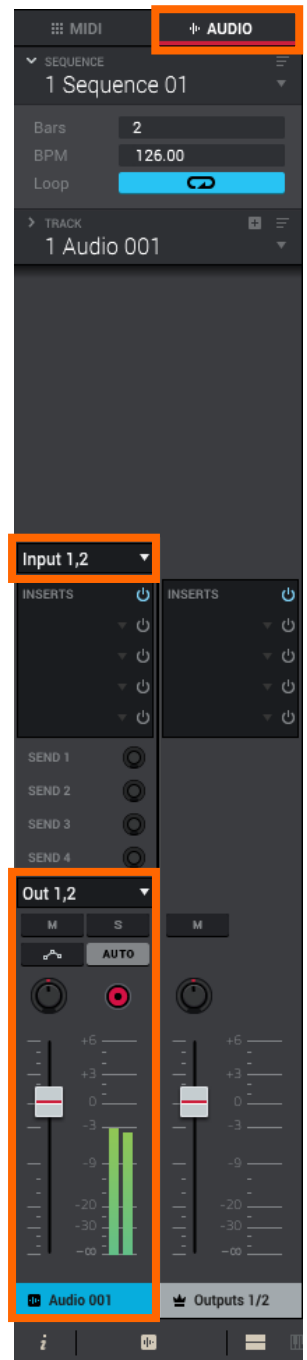 MIDI AUDIO
SEQUENCE
1 Sequence 01
Bars 2
BPM 126.00
Loop
TRACK
1 Audio 001
Input 1,2
INSERTS INSERTS
SEND 1
SEND 2
SEND 3
SEND 4
Out 1,2
M S M
AUTO
+6 +6
+3 +3
0 0
-3 -3
-9 -9
-20 -20
-30 -30
-∞ -∞
Audio 001 Outputs 1/2
i